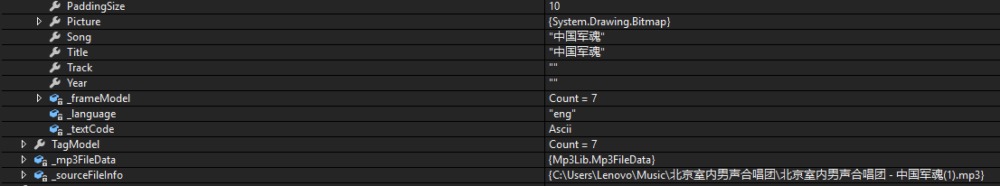 PaddingSize 10
Picture {System.Drawing.Bitmap}
Song "中国军魂"
Title "中国军魂"
Track ""
Year ""
_frameModel Count = 7
_language "eng"
_textCode Ascii
TagModel Count = 7
_mp3FileData {Mp3Lib.Mp3FileData}
_sourceFileInfo {C:\Users\Lenovo\Music\北京室内男声合唱团\北京室内男声合唱团 - 中国军魂(1).mp3}